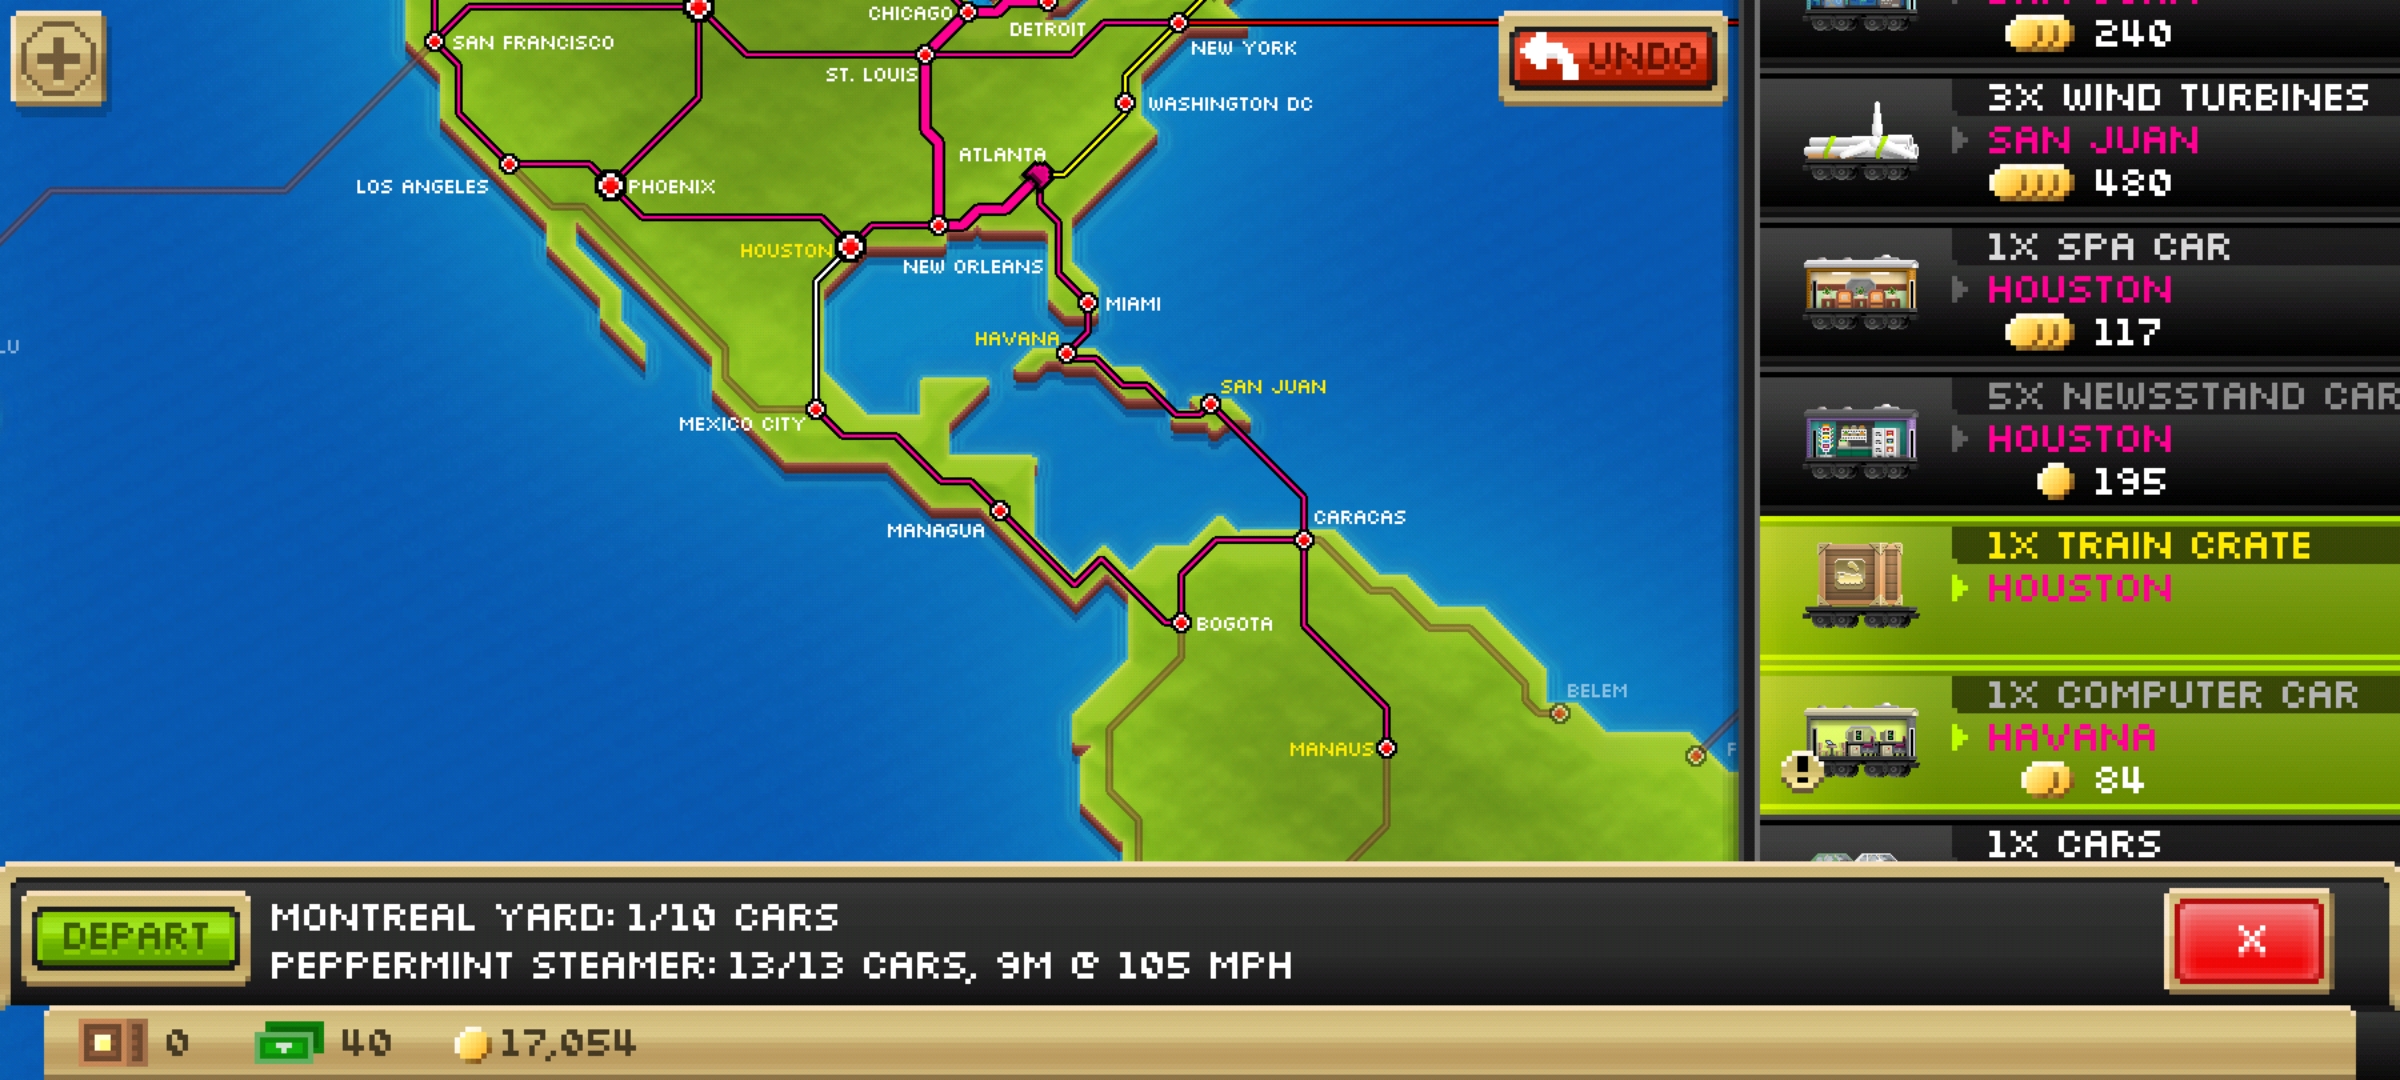 CHICAGO
DETROIT
SAN FRANCISCO
NEW YORK
ST. LOUIS
WASHINGTON DC
ATLANTA
LOS ANGELES
PHOENIX
HOUSTON
NEW ORLEANS
MIAMI
HAVANA
SAN JUAN
MEXICO CITY
MANAGUA
CARACAS
BOGOTA
BELEM
MANAUS
UNDO
240
3X WIND TURBINES
SAN JUAN
480
1X SPA CAR
HOUSTON
117
5X NEWSSTAND CAR
HOUSTON
195
1X TRAIN CRATE
HOUSTON
1X COMPUTER CAR
HAVANA
84
1X CARS
DEPART
MONTREAL YARD: 1/10 CARS
PEPPERMINT STEAMER: 13/13 CARS, 9M @ 105 MPH
X
0
40
17,054